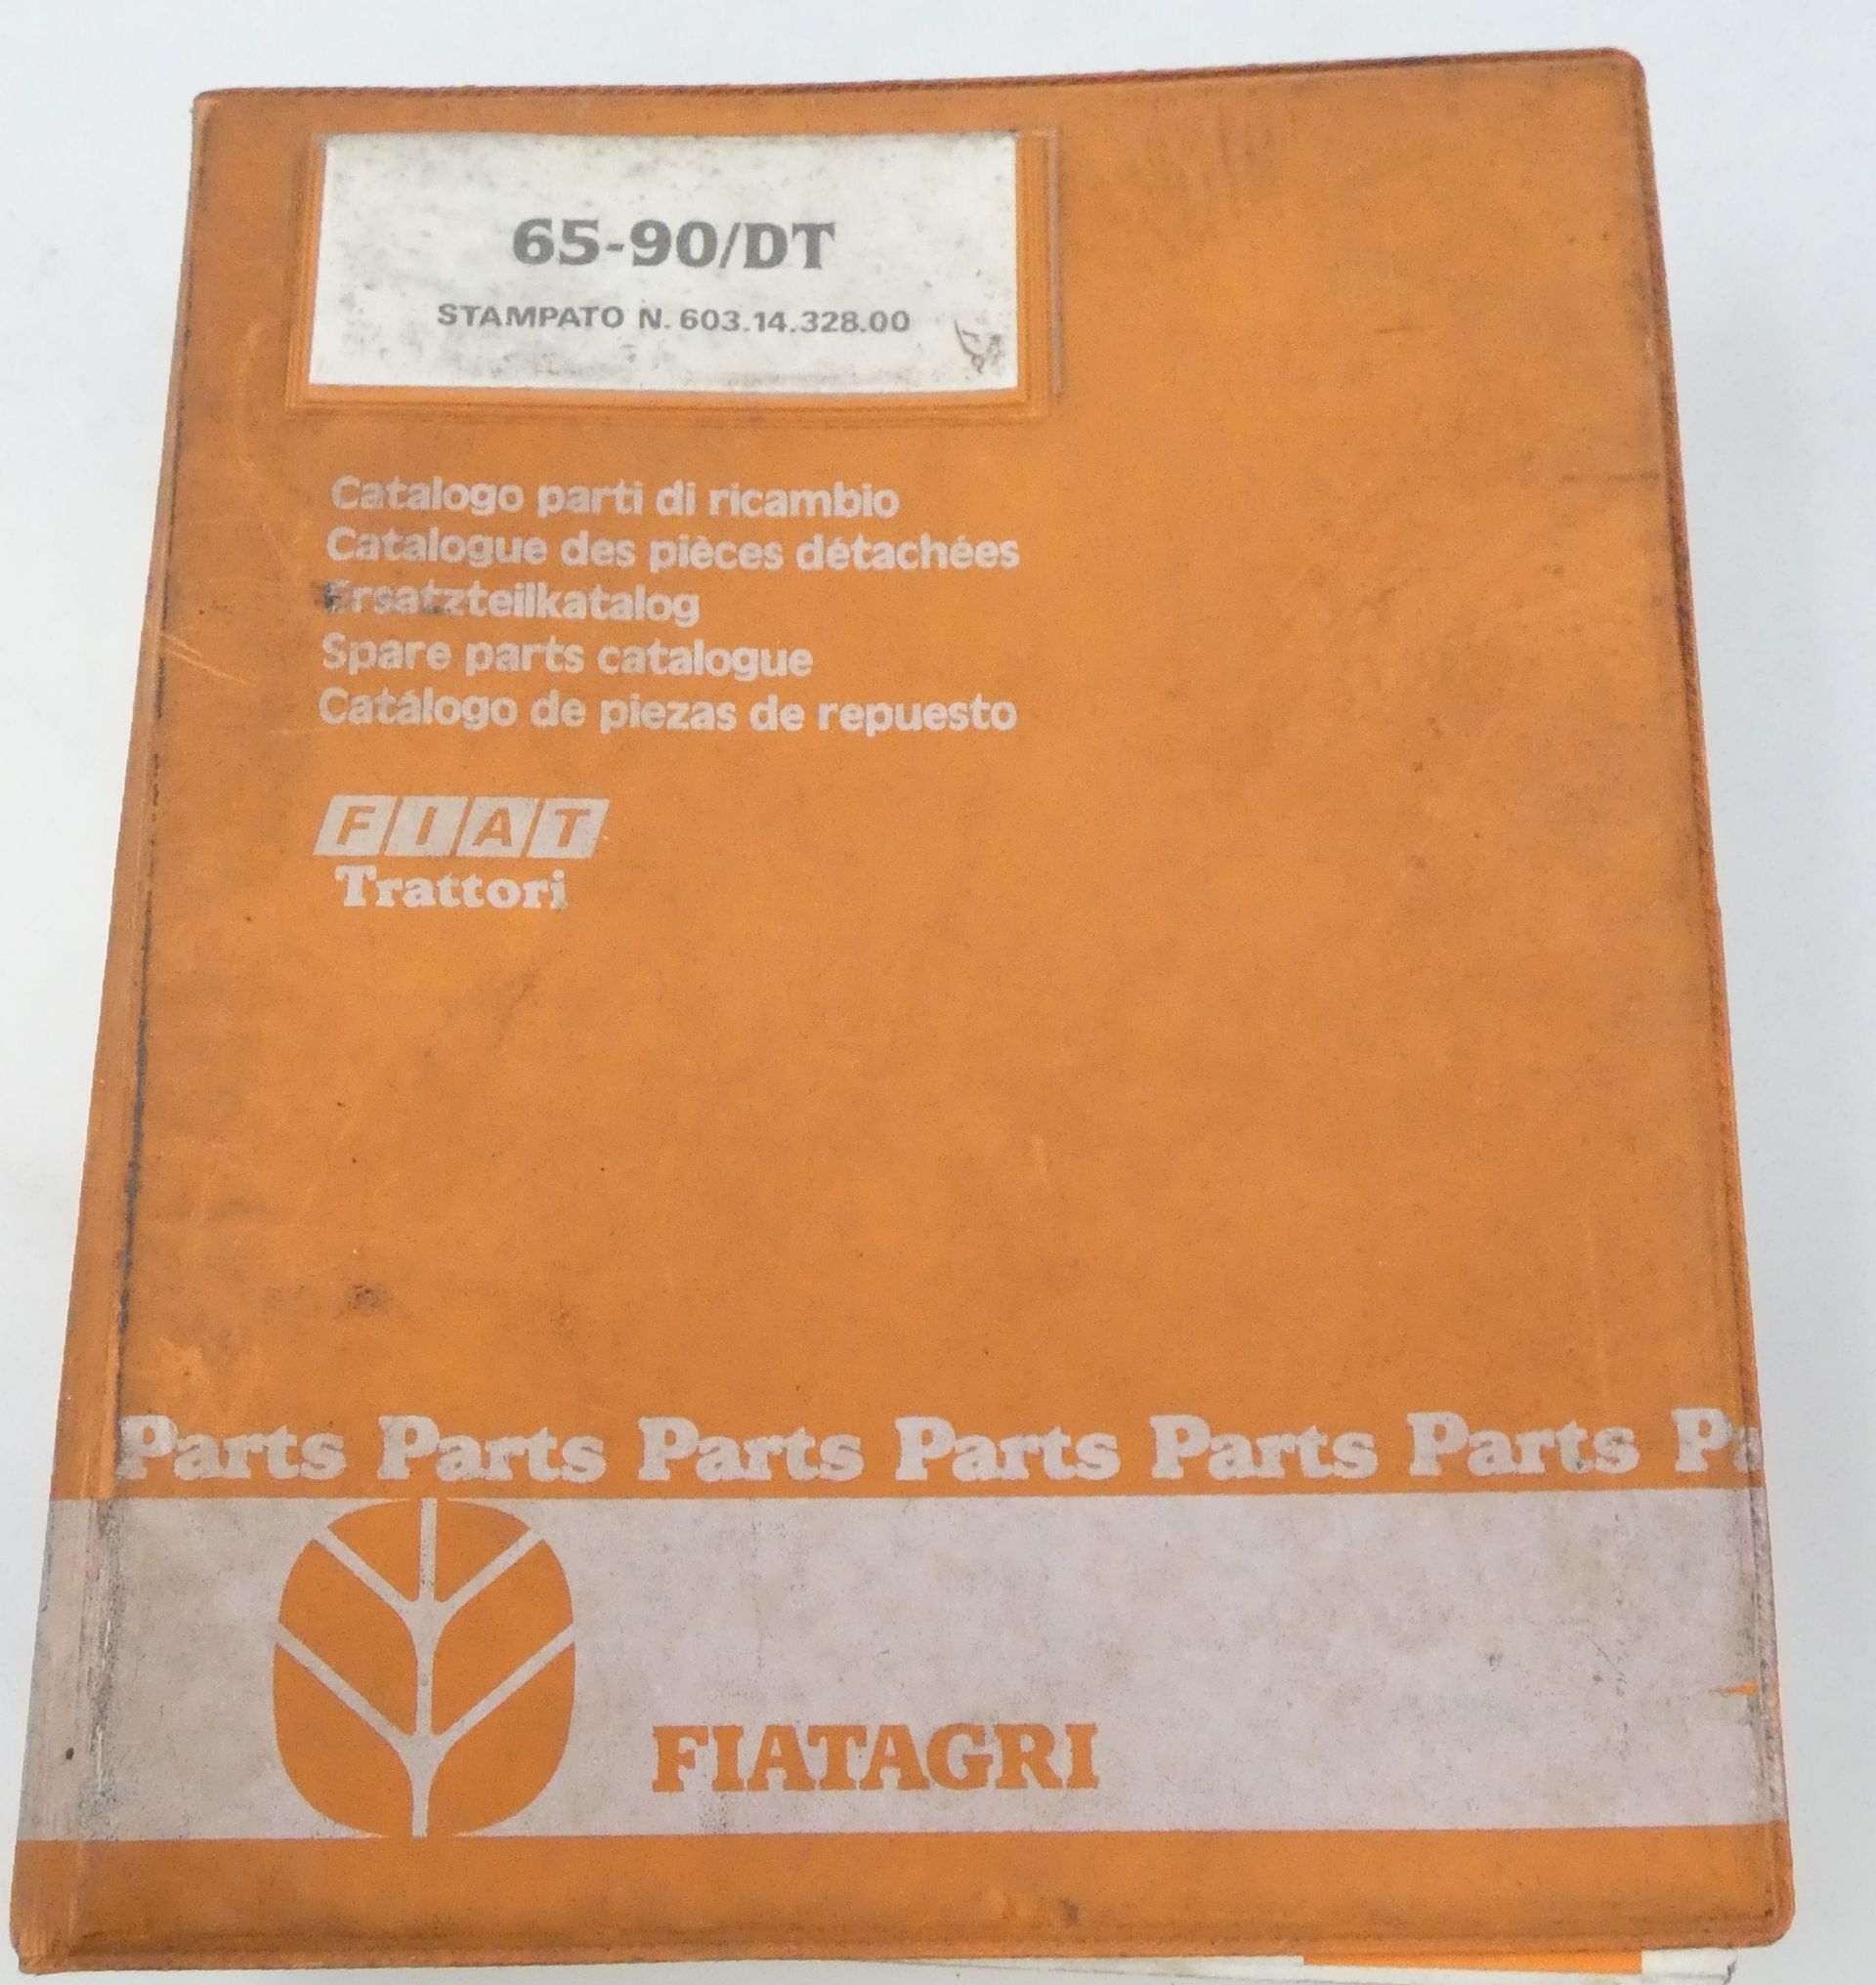 65-90/DT
STAMPATO N. 603.14.328.00
Catalogo parti di ricambio
Catalogue des pièces détachées
Ersatzteilkatalog
Spare parts catalogue
Catálogo de piezas de repuesto
FIAT
Trattori
Parts Parts Parts Parts Parts Parts Pa
FIATAGRI